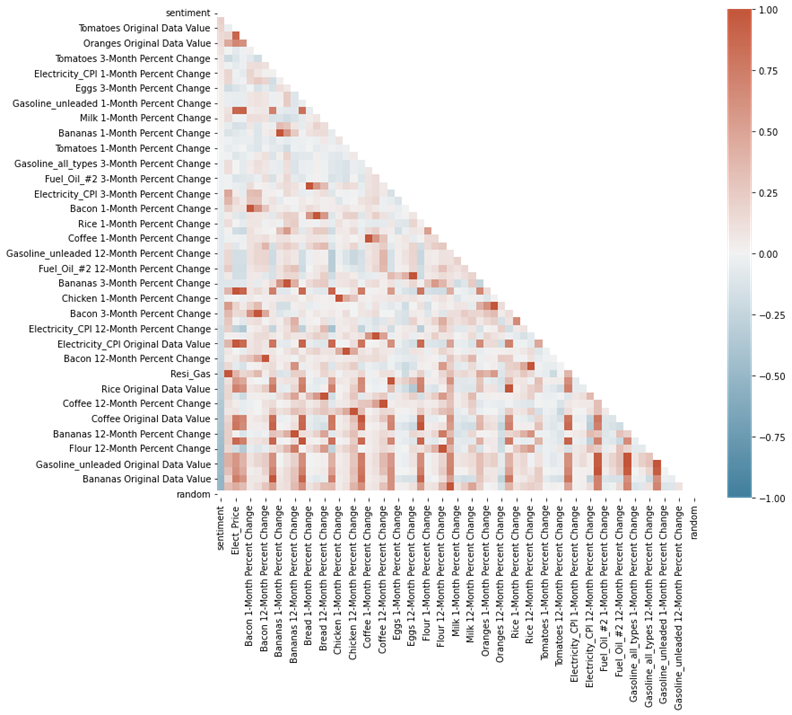 sentiment
Tomatoes Original Data Value
Oranges Original Data Value
Tomatoes 3-Month Percent Change
Electricity_CPI 1-Month Percent Change
Eggs 3-Month Percent Change
Gasoline_unleaded 1-Month Percent Change
Milk 1-Month Percent Change
Bananas 1-Month Percent Change
Tomatoes 1-Month Percent Change
Gasoline_all_types 3-Month Percent Change
Fuel_Oil_#2 3-Month Percent Change
Electricity_CPI 3-Month Percent Change
Bacon 1-Month Percent Change
Rice 1-Month Percent Change
Coffee 1-Month Percent Change
Gasoline_unleaded 12-Month Percent Change
Fuel_Oil_#2 12-Month Percent Change
Bananas 3-Month Percent Change
Chicken 1-Month Percent Change
Bacon 3-Month Percent Change
Electricity_CPI 12-Month Percent Change
Electricity_CPI Original Data Value
Bacon 12-Month Percent Change
Resi_Gas
Rice Original Data Value
Coffee 12-Month Percent Change
Coffee Original Data Value
Bananas 12-Month Percent Change
Flour 12-Month Percent Change
Gasoline_unleaded Original Data Value
Bananas Original Data Value
random
sentiment
Elect_Price
Bacon 1-Month Percent Change
Bacon 12-Month Percent Change
Bananas 1-Month Percent Change
Bananas 12-Month Percent Change
Bread 1-Month Percent Change
Bread 12-Month Percent Change
Chicken 1-Month Percent Change
Chicken 12-Month Percent Change
Coffee 1-Month Percent Change
Coffee 12-Month Percent Change
Eggs 1-Month Percent Change
Eggs 12-Month Percent Change
Flour 1-Month Percent Change
Flour 12-Month Percent Change
Milk 1-Month Percent Change
Milk 12-Month Percent Change
Oranges 1-Month Percent Change
Oranges 12-Month Percent Change
Rice 1-Month Percent Change
Rice 12-Month Percent Change
Tomatoes 1-Month Percent Change
Tomatoes 12-Month Percent Change
Electricity_CPI 1-Month Percent Change
Electricity_CPI 12-Month Percent Change
Fuel_Oil_#2 1-Month Percent Change
Fuel_Oil_#2 12-Month Percent Change
Gasoline_all_types 1-Month Percent Change
Gasoline_all_types 12-Month Percent Change
Gasoline_unleaded 1-Month Percent Change
Gasoline_unleaded 12-Month Percent Change
random
1.00
0.75
0.50
0.25
0.00
−0.25
−0.50
−0.75
−1.00